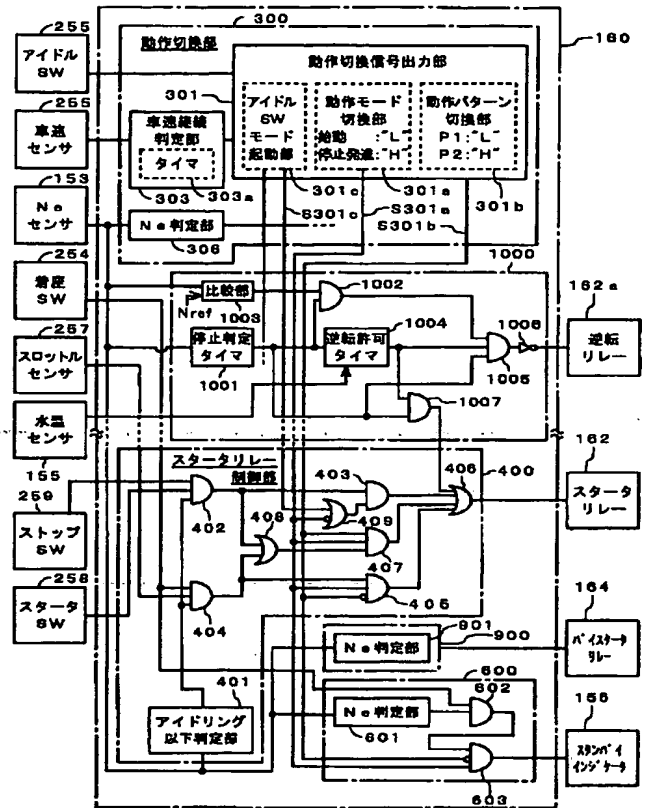 300
255
アイドル
SW
動作切換部
160
動作切換信号出力部
301
アイドル
SW
モード
起動部
動作モード
切換部
始動:"L"
停止発進:"H"
動作パターン
切換部
P1:"L"
P2:"H"
255
車速
センサ
車速継続
判定部
タイマ
303
303a
301c
301a
301b
S301c
S301a
S301b
153
Ne
センサ
Ne判定部
306
254
着座
SW
1000
1002
比較部
Nref
1003
162a
逆転
リレー
257
スロットル
センサ
停止判定
タイマ
1001
1004
逆転許可
タイマ
1006
1005
1007
水温
センサ
155
スタータリレー
制御部
400
162
スタータ
リレー
259
ストップ
SW
402
403
406
408
409
407
258
スタータ
SW
404
405
164
バイスタータ
リレー
901
900
Ne判定部
600
401
アイドリング
以下判定部
602
Ne判定部
601
156
スタンバイ
インジケータ
603